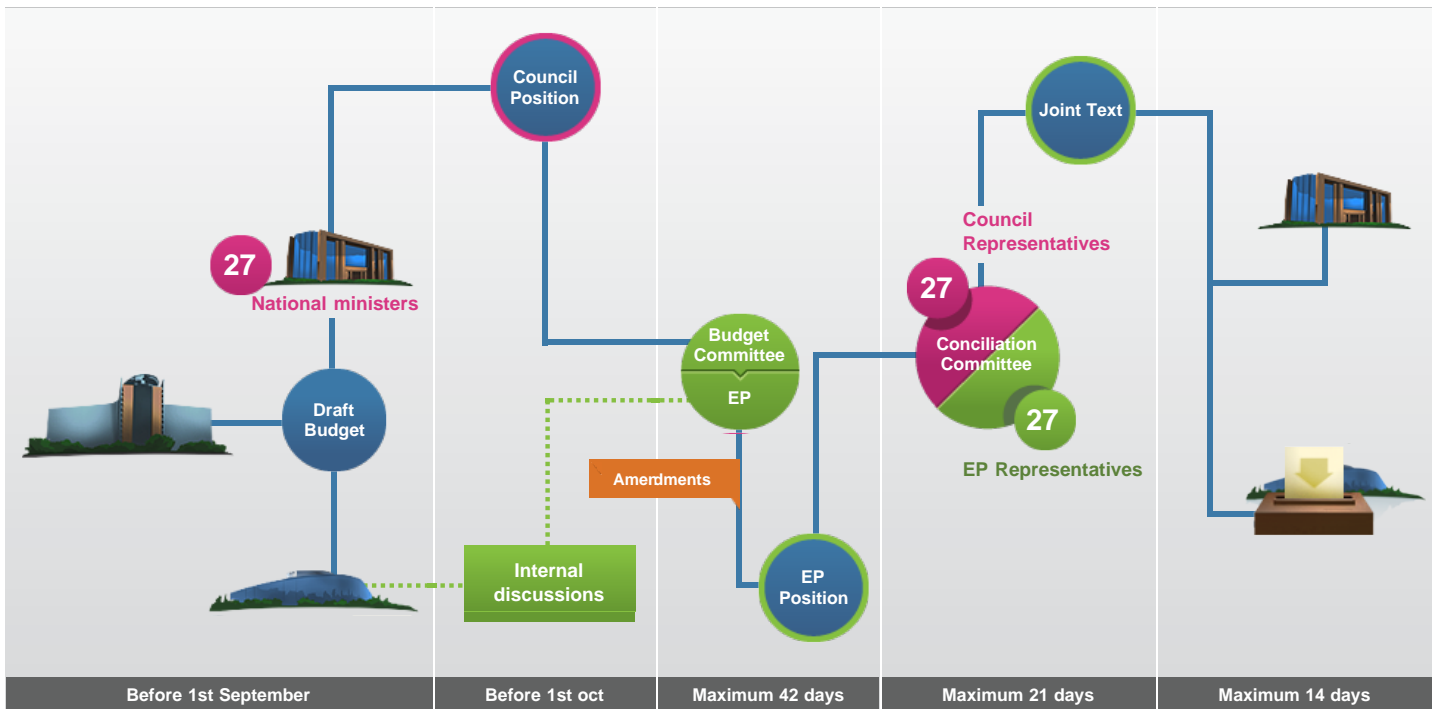 Council
Position
27
National ministers
Draft
Budget
Internal
discussions
Budget
Committee
EP
Amendments
EP
Position
Joint Text
Council
Representatives
27
Conciliation
Committee
27
EP Representatives
Before 1st September
Before 1st oct
Maximum 42 days
Maximum 21 days
Maximum 14 days